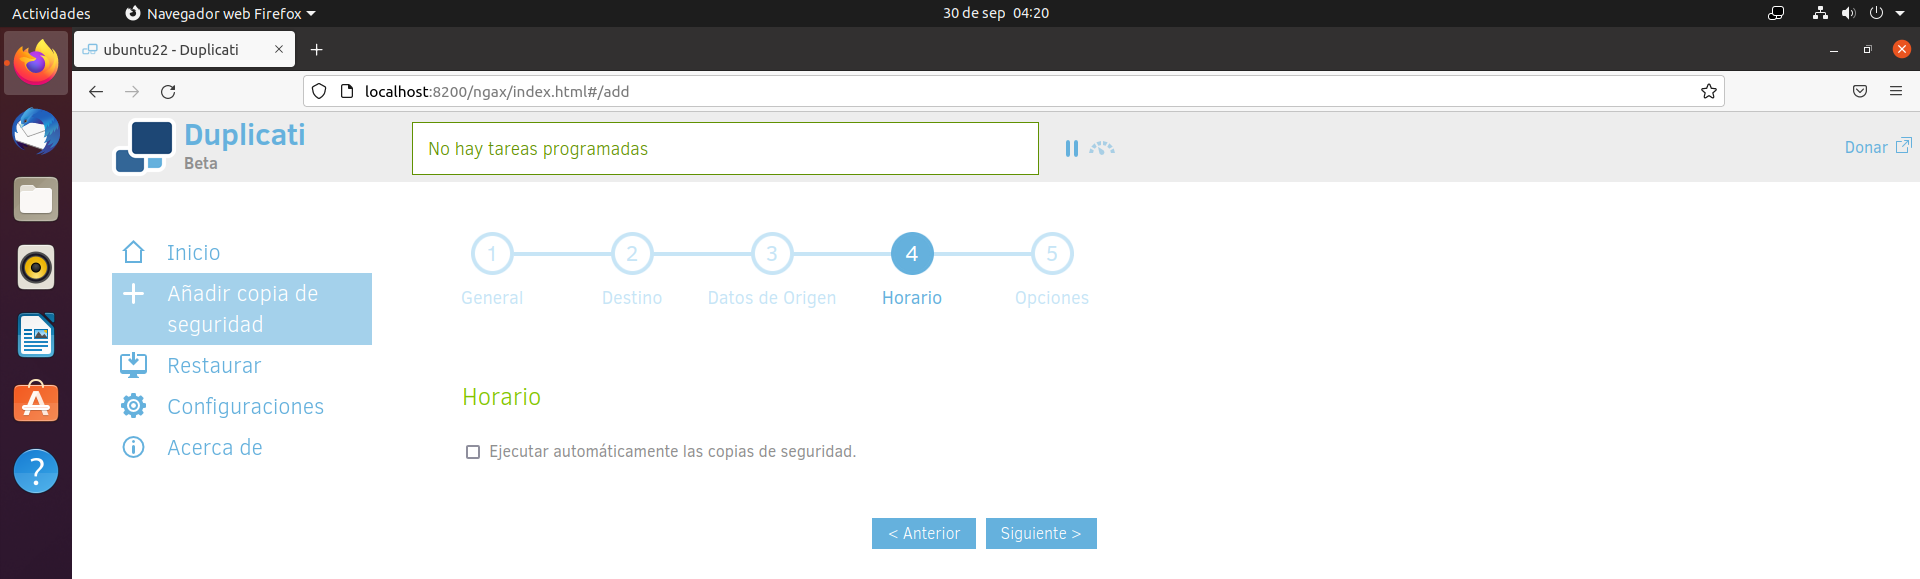 Actividades
Navegador web Firefox
30 de sep 04:20
ubuntu22 - Duplicati
localhost:8200/ngax/index.html#/add
Duplicati
Beta
No hay tareas programadas
Donar
Inicio
Añadir copia de
seguridad
Restaurar
Configuraciones
Acerca de
1
2
3
4
5
General
Destino
Datos de Origen
Horario
Opciones
Horario
Ejecutar automáticamente las copias de seguridad.
< Anterior
Siguiente >